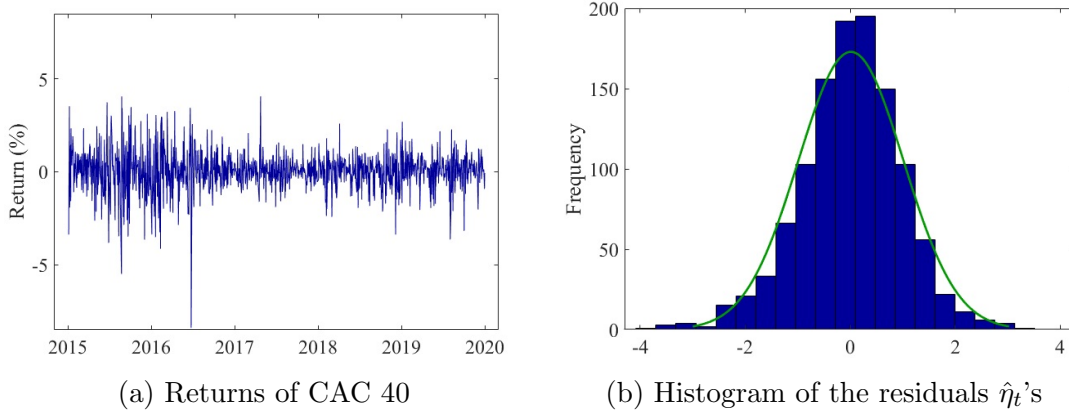 5
0
-5
Return (%)
2015 2016 2017 2018 2019 2020
(a) Returns of CAC 40
200
150
100
50
0
Frequency
-4 -2 0 2 4
(b) Histogram of the residuals η̂ₜ's